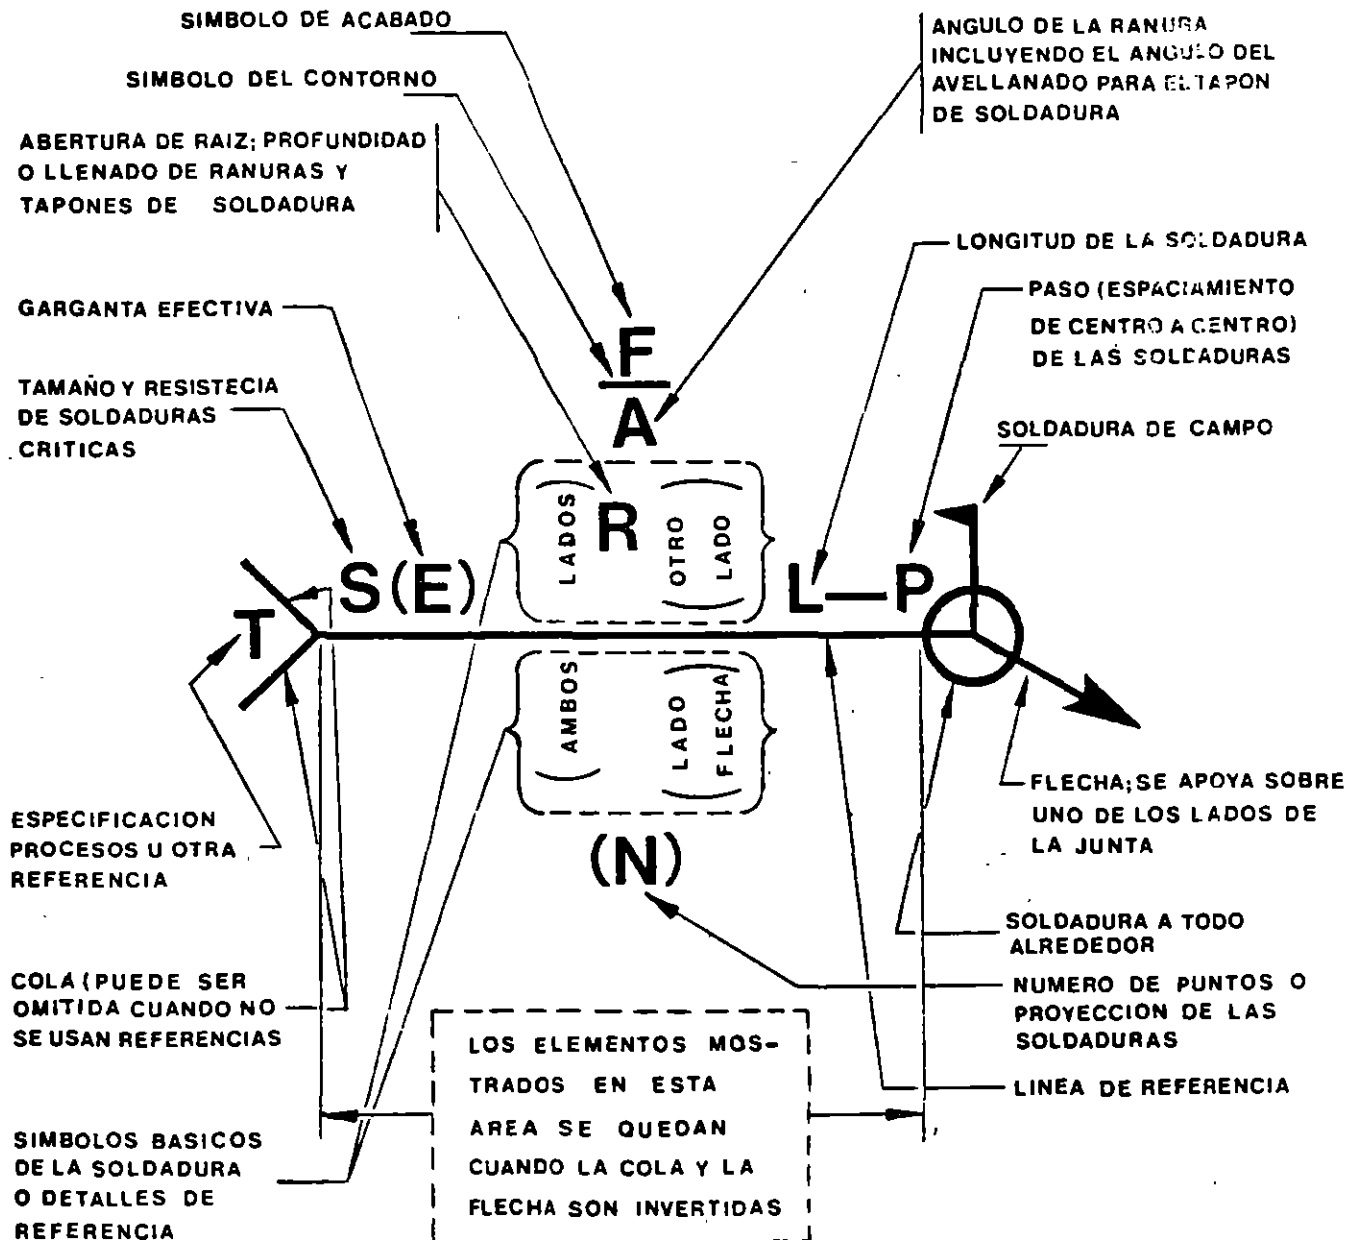 SIMBOLO DE ACABADO
SIMBOLO DEL CONTORNO
ABERTURA DE RAIZ; PROFUNDIDAD
O LLENADO DE RANURAS Y
TAPONES DE SOLDADURA
GARGANTA EFECTIVA
TAMAÑO Y RESISTECIA
DE SOLDADURAS
CRITICAS
ANGULO DE LA RANURA
INCLUYENDO EL ANGULO DEL
AVELLANADO PARA EL TAPON
DE SOLDADURA
LONGITUD DE LA SOLDADURA
PASO (ESPACIAMIENTO
DE CENTRO A CENTRO)
DE LAS SOLDADURAS
SOLDADURA DE CAMPO
F
A
R
(LADOS
(OTRO
LADO)
S(E)
L—P
T
AMBOS)
(LADO
FLECHA)
(N)
ESPECIFICACION
PROCESOS U OTRA
REFERENCIA
COLA (PUEDE SER
OMITIDA CUANDO NO
SE USAN REFERENCIAS
SIMBOLOS BASICOS
DE LA SOLDADURA
O DETALLES DE
REFERENCIA
LOS ELEMENTOS MOS-
TRADOS EN ESTA
AREA SE QUEDAN
CUANDO LA COLA Y LA
FLECHA SON INVERTIDAS
FLECHA; SE APOYA SOBRE
UNO DE LOS LADOS DE
LA JUNTA
SOLDADURA A TODO
ALREDEDOR
NUMERO DE PUNTOS O
PROYECCION DE LAS
SOLDADURAS
LINEA DE REFERENCIA